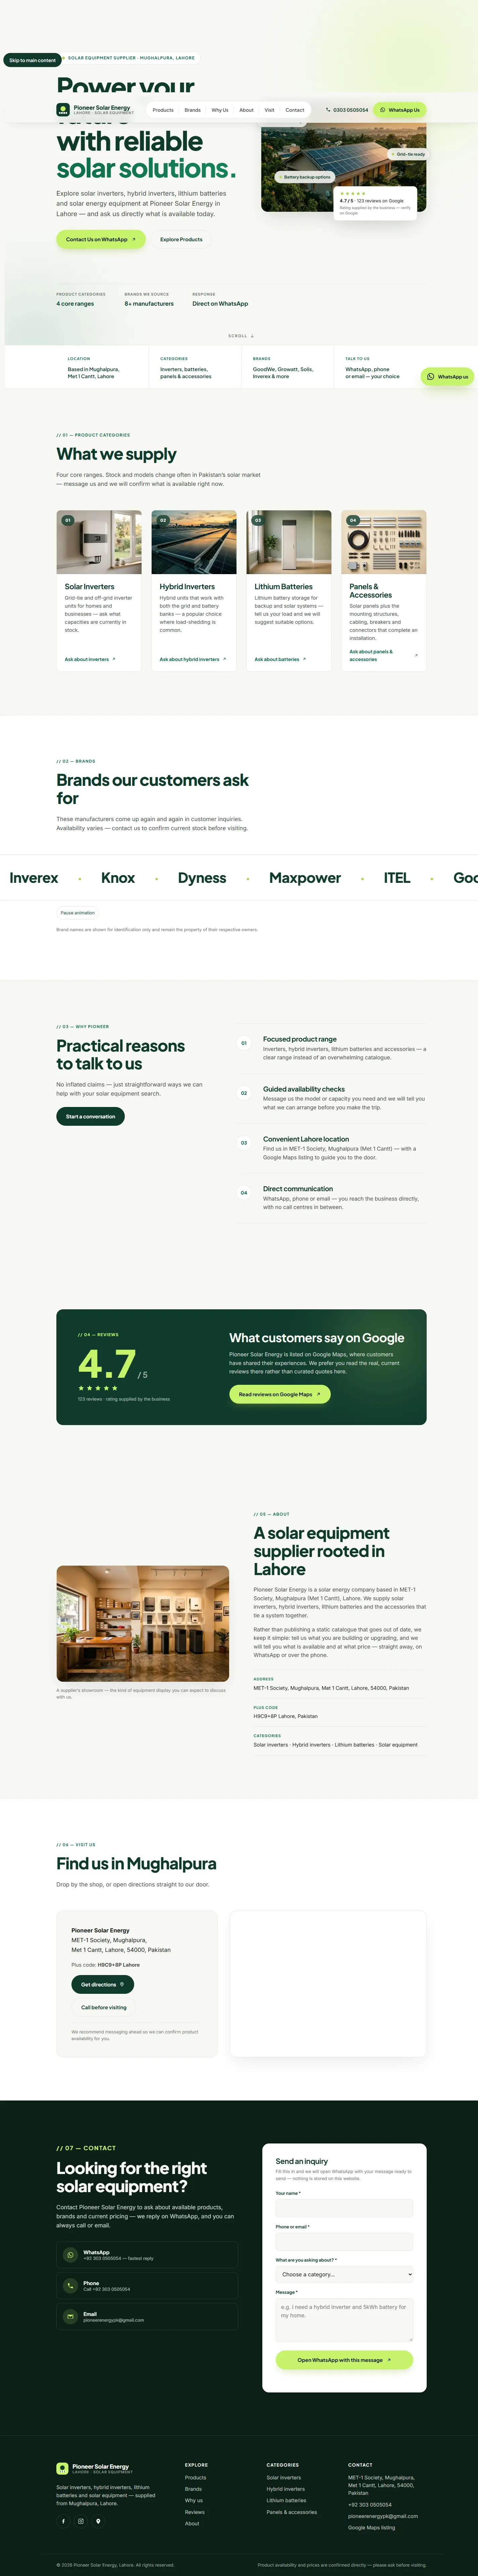 Skip to main content
SOLAR EQUIPMENT SUPPLIER · MUGHALPURA, LAHORE
Power your
Pioneer Solar Energy
LAHORE · SOLAR EQUIPMENT
Products
Brands
Why Us
About
Visit
Contact
0303 0505054
WhatsApp Us
with reliable
solar solutions.
Explore solar inverters, hybrid inverters, lithium batteries
and solar energy equipment at Pioneer Solar Energy in
Lahore — and ask us directly what is available today.
Contact Us on WhatsApp
Explore Products
Grid-tie ready
Battery backup options
★★★★★
4.7 / 5 · 123 reviews on Google
Rating supplied by the business — verify
on Google.
PRODUCT CATEGORIES
4 core ranges
BRANDS WE SOURCE
8+ manufacturers
RESPONSE
Direct on WhatsApp
SCROLL ↓
LOCATION
Based in Mughalpura,
Met 1 Cantt, Lahore
CATEGORIES
Inverters, batteries,
panels & accessories
BRANDS
GoodWe, Growatt, Solis,
Inverex & more
TALK TO US
WhatsApp, phone
or email — your choice
WhatsApp us
// 01 — PRODUCT CATEGORIES
What we supply
Four core ranges. Stock and models change often in Pakistan's solar market
— message us and we will confirm what is available right now.
01
Solar Inverters
Grid-tie and off-grid inverter
units for homes and
businesses — ask what
capacities are currently in
stock.
Ask about inverters
02
Hybrid Inverters
Hybrid units that work with
both the grid and battery
banks — a popular choice
where load-shedding is
common.
Ask about hybrid inverters
03
Lithium Batteries
Lithium battery storage for
backup and solar systems —
tell us your load and we will
suggest suitable options.
Ask about batteries
04
Panels &
Accessories
Solar panels plus the
mounting structures,
cabling, breakers and
connectors that complete an
installation.
Ask about panels &
accessories
// 02 — BRANDS
Brands our customers ask
for
These manufacturers come up again and again in customer inquiries.
Availability varies — contact us to confirm current stock before visiting.
Inverex
Knox
Dyness
Maxpower
ITEL
Goo
Pause animation
Brand names are shown for identification only and remain the property of their respective owners.
// 03 — WHY PIONEER
Practical reasons
to talk to us
No inflated claims — just straightforward ways we can
help with your solar equipment search.
Start a conversation
01
Focused product range
Inverters, hybrid inverters, lithium batteries and accessories — a
clear range instead of an overwhelming catalogue.
02
Guided availability checks
Message us the model or capacity you need and we will tell you
what we can arrange before you make the trip.
03
Convenient Lahore location
Find us in MET-1 Society, Mughalpura (Met 1 Cantt) — with a
Google Maps listing to guide you to the door.
04
Direct communication
WhatsApp, phone or email — you reach the business directly,
with no call centres in between.
// 04 — REVIEWS
4.7 / 5
★★★★★
123 reviews · rating supplied by the business
What customers say on Google
Pioneer Solar Energy is listed on Google Maps, where customers
have shared their experiences. We prefer you read the real, current
reviews there rather than curated quotes here.
Read reviews on Google Maps
A supplier's showroom — the kind of equipment display you can expect to discuss
with us.
// 05 — ABOUT
A solar equipment
supplier rooted in
Lahore
Pioneer Solar Energy is a solar energy company based in MET-1
Society, Mughalpura (Met 1 Cantt), Lahore. We supply solar
inverters, hybrid inverters, lithium batteries and the accessories that
tie a system together.
Rather than publishing a static catalogue that goes out of date, we
keep it simple: tell us what you are building or upgrading, and we
will tell you what is available and at what price — straight away, on
WhatsApp or over the phone.
ADDRESS
MET-1 Society, Mughalpura, Met 1 Cantt, Lahore, 54000, Pakistan
PLUS CODE
H9C9+8P Lahore, Pakistan
CATEGORIES
Solar inverters · Hybrid inverters · Lithium batteries · Solar equipment
// 06 — VISIT US
Find us in Mughalpura
Drop by the shop, or open directions straight to our door.
Pioneer Solar Energy
MET-1 Society, Mughalpura,
Met 1 Cantt, Lahore, 54000, Pakistan
Plus code: H9C9+8P Lahore
Get directions
Call before visiting
We recommend messaging ahead so we can confirm product
availability for you.
// 07 — CONTACT
Looking for the right
solar equipment?
Contact Pioneer Solar Energy to ask about available products,
brands and current pricing — we reply on WhatsApp, and you can
always call or email.
WhatsApp
+92 303 0505054 — fastest reply
Phone
Call +92 303 0505054
Email
pioneerenergypk@gmail.com
Send an inquiry
Fill this in and we will open WhatsApp with your message ready to
send — nothing is stored on this website.
Your name *
Phone or email *
What are you asking about? *
Choose a category...
Message *
e.g. I need a hybrid inverter and 5kWh battery for
my home.
Open WhatsApp with this message
Pioneer Solar Energy
LAHORE · SOLAR EQUIPMENT
Solar inverters, hybrid inverters, lithium
batteries and solar equipment — supplied
from Mughalpura, Lahore.
EXPLORE
Products
Brands
Why us
Reviews
About
CATEGORIES
Solar inverters
Hybrid inverters
Lithium batteries
Panels & accessories
CONTACT
MET-1 Society, Mughalpura,
Met 1 Cantt, Lahore, 54000,
Pakistan
+92 303 0505054
pioneerenergypk@gmail.com
Google Maps listing
© 2026 Pioneer Solar Energy, Lahore. All rights reserved.
Product availability and prices are confirmed directly — please ask before visiting.